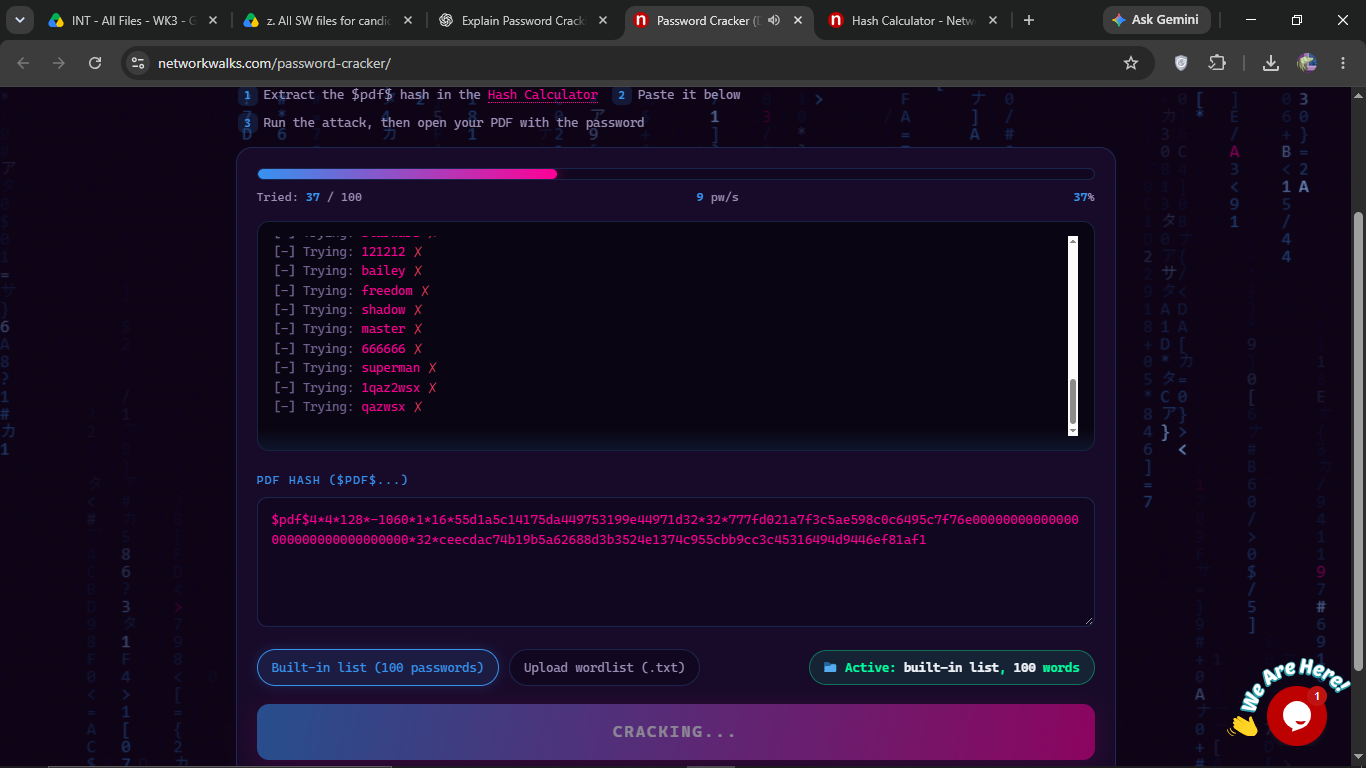 INT - All Files - WK3 - G
z. All SW files for candid
Explain Password Crack
Password Cracker (D
Hash Calculator - Netw
Ask Gemini
networkwalks.com/password-cracker/
1 Extract the $pdf$ hash in the Hash Calculator 2 Paste it below
3 Run the attack, then open your PDF with the password
Tried: 37 / 100 9 pw/s 37%
[-] Trying: 121212 ✗
[-] Trying: bailey ✗
[-] Trying: freedom ✗
[-] Trying: shadow ✗
[-] Trying: master ✗
[-] Trying: 666666 ✗
[-] Trying: superman ✗
[-] Trying: 1qaz2wsx ✗
[-] Trying: qazwsx ✗
PDF HASH ($PDF$...)
$pdf$4*4*128*-1060*1*16*55d1a5c14175da449753199e44971d32*32*777fd021a7f3c5ae598c0c6495c7f76e000000000000000
00000000000000000*32*ceecdac74b19b5a62688d3b3524e1374c955cbb9cc3c45316494d9446ef81af1
Built-in list (100 passwords) Upload wordlist (.txt) Active: built-in list, 100 words
CRACKING...
We Are Here!
1